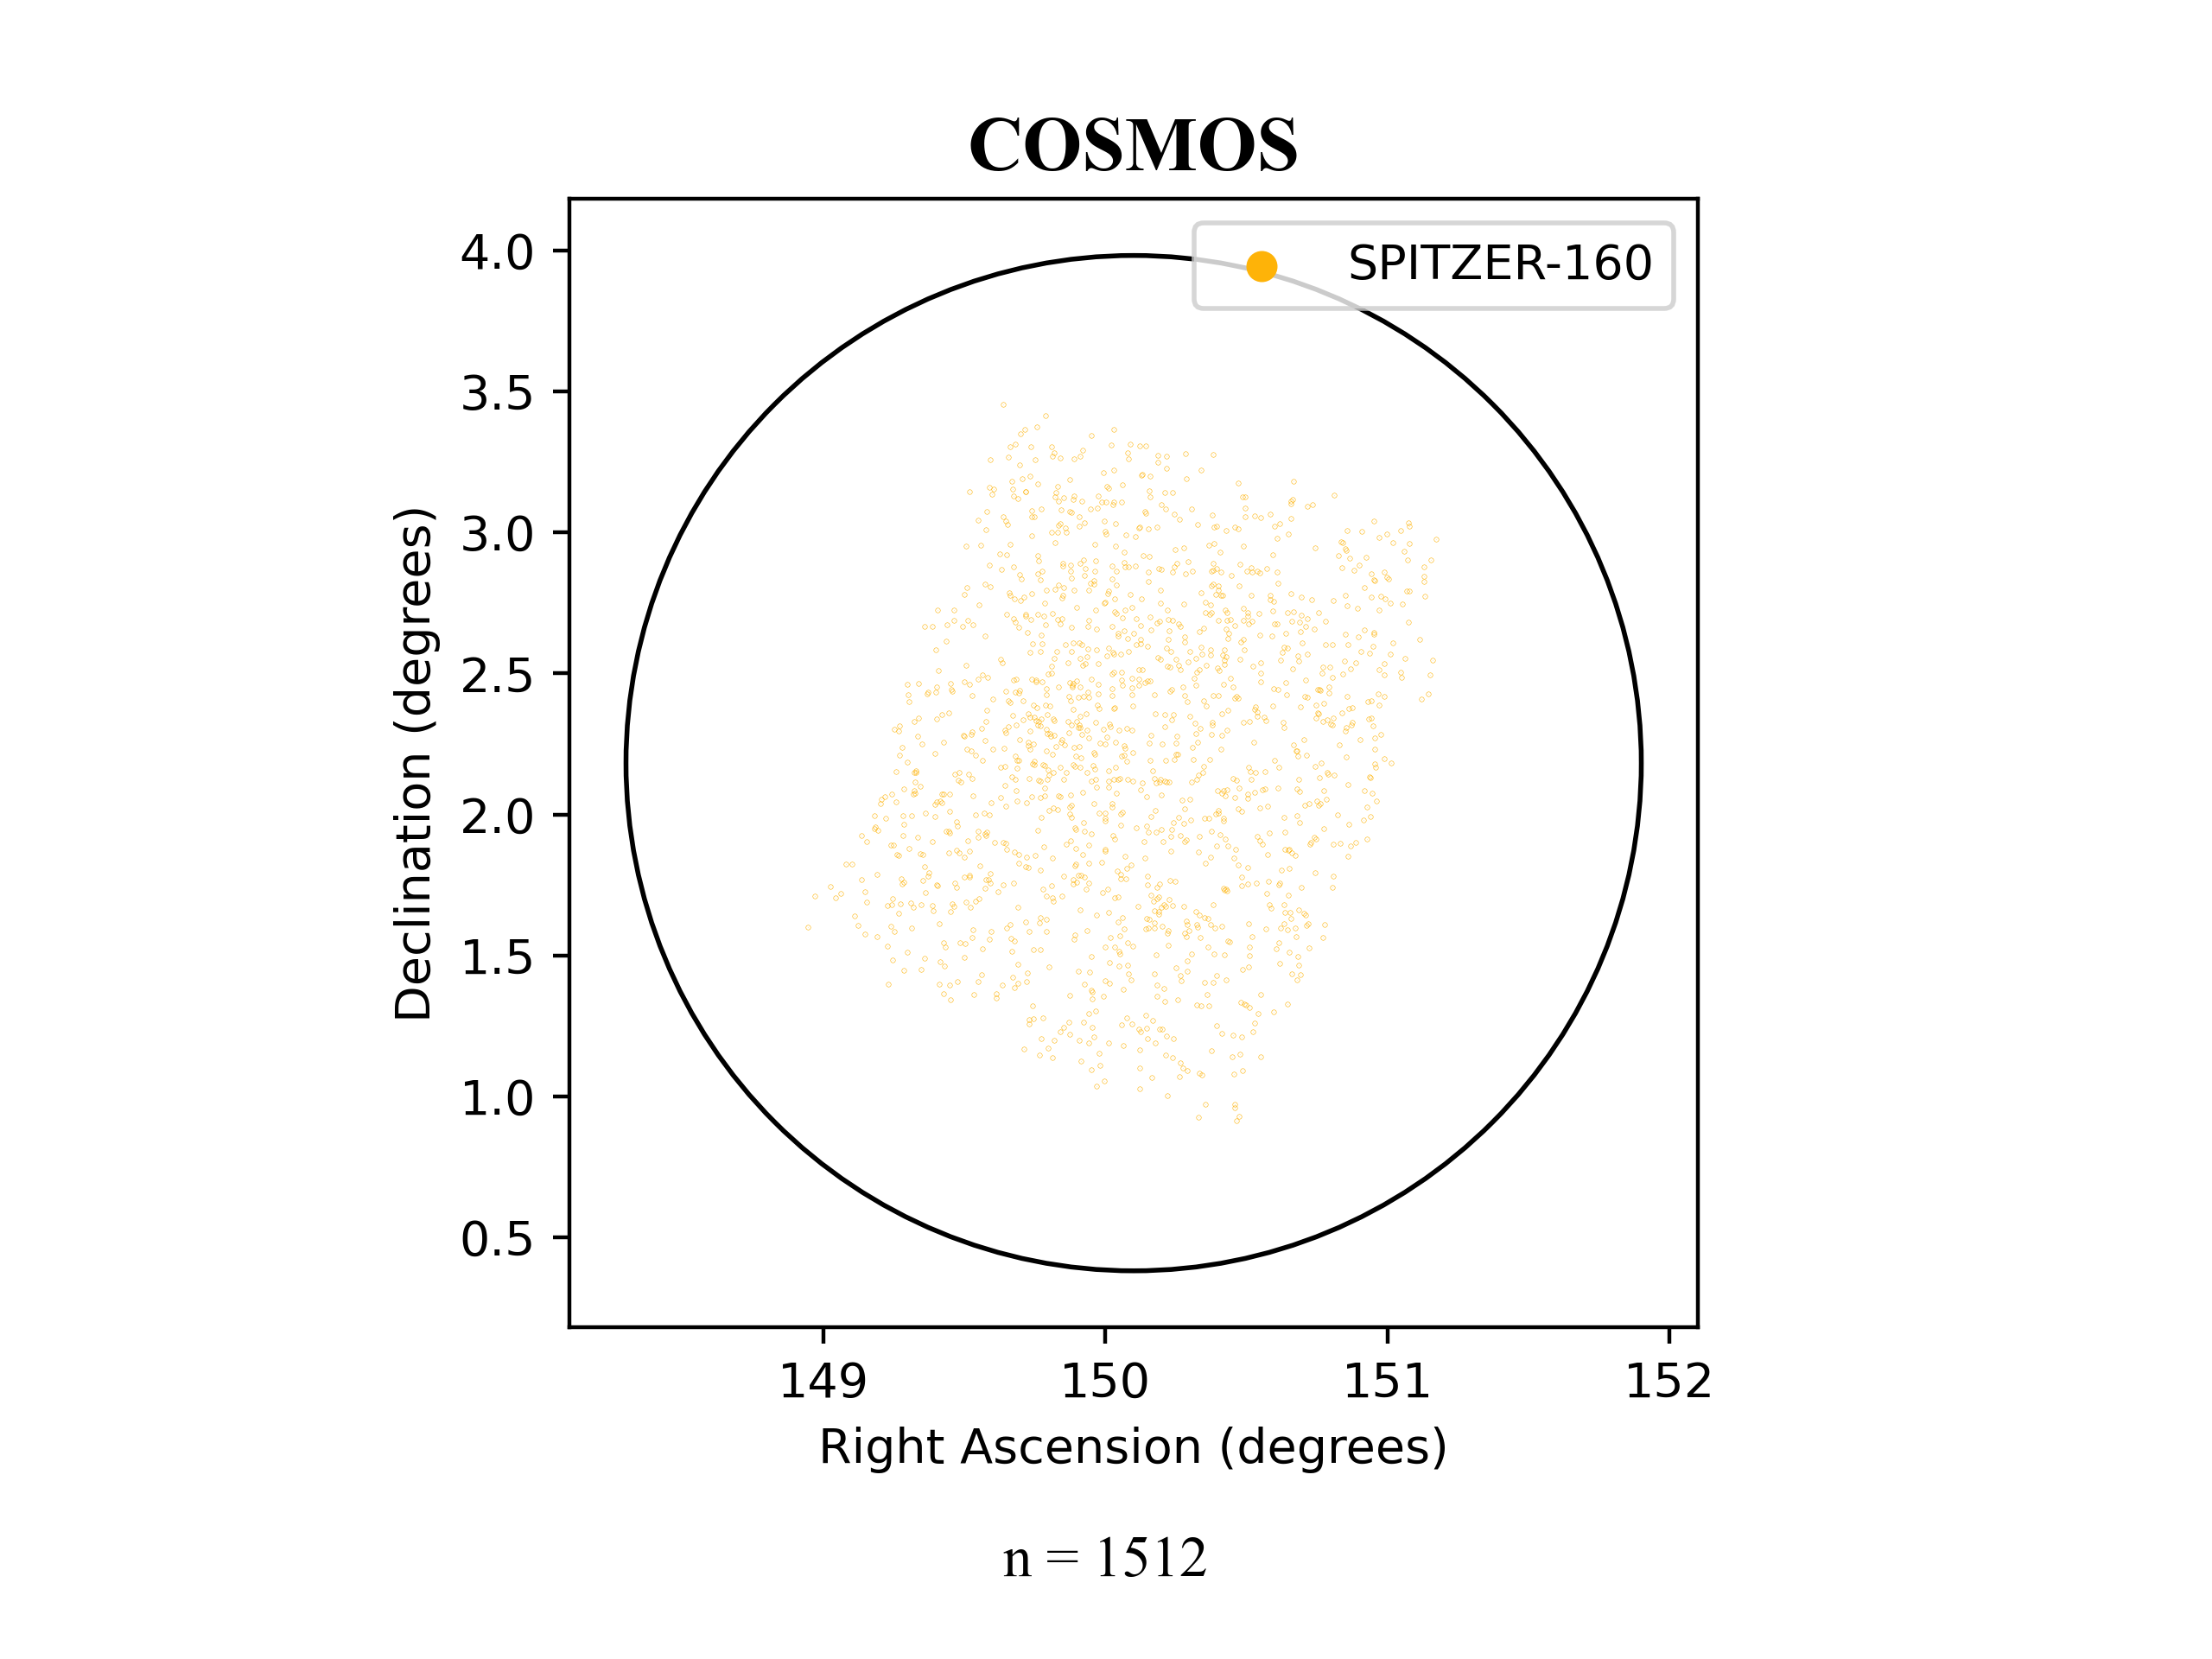 COSMOS
SPITZER-160
4.0
3.5
3.0
2.5
2.0
1.5
1.0
0.5
Declination (degrees)
149 150 151 152
Right Ascension (degrees)
n = 1512